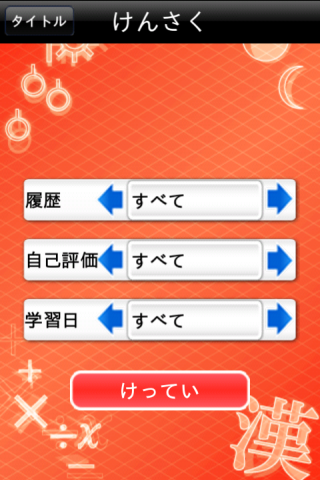 タイトル
けんさく
履歴 すべて
自己評価 すべて
学習日 すべて
けってい
+
×
÷x
−
漢